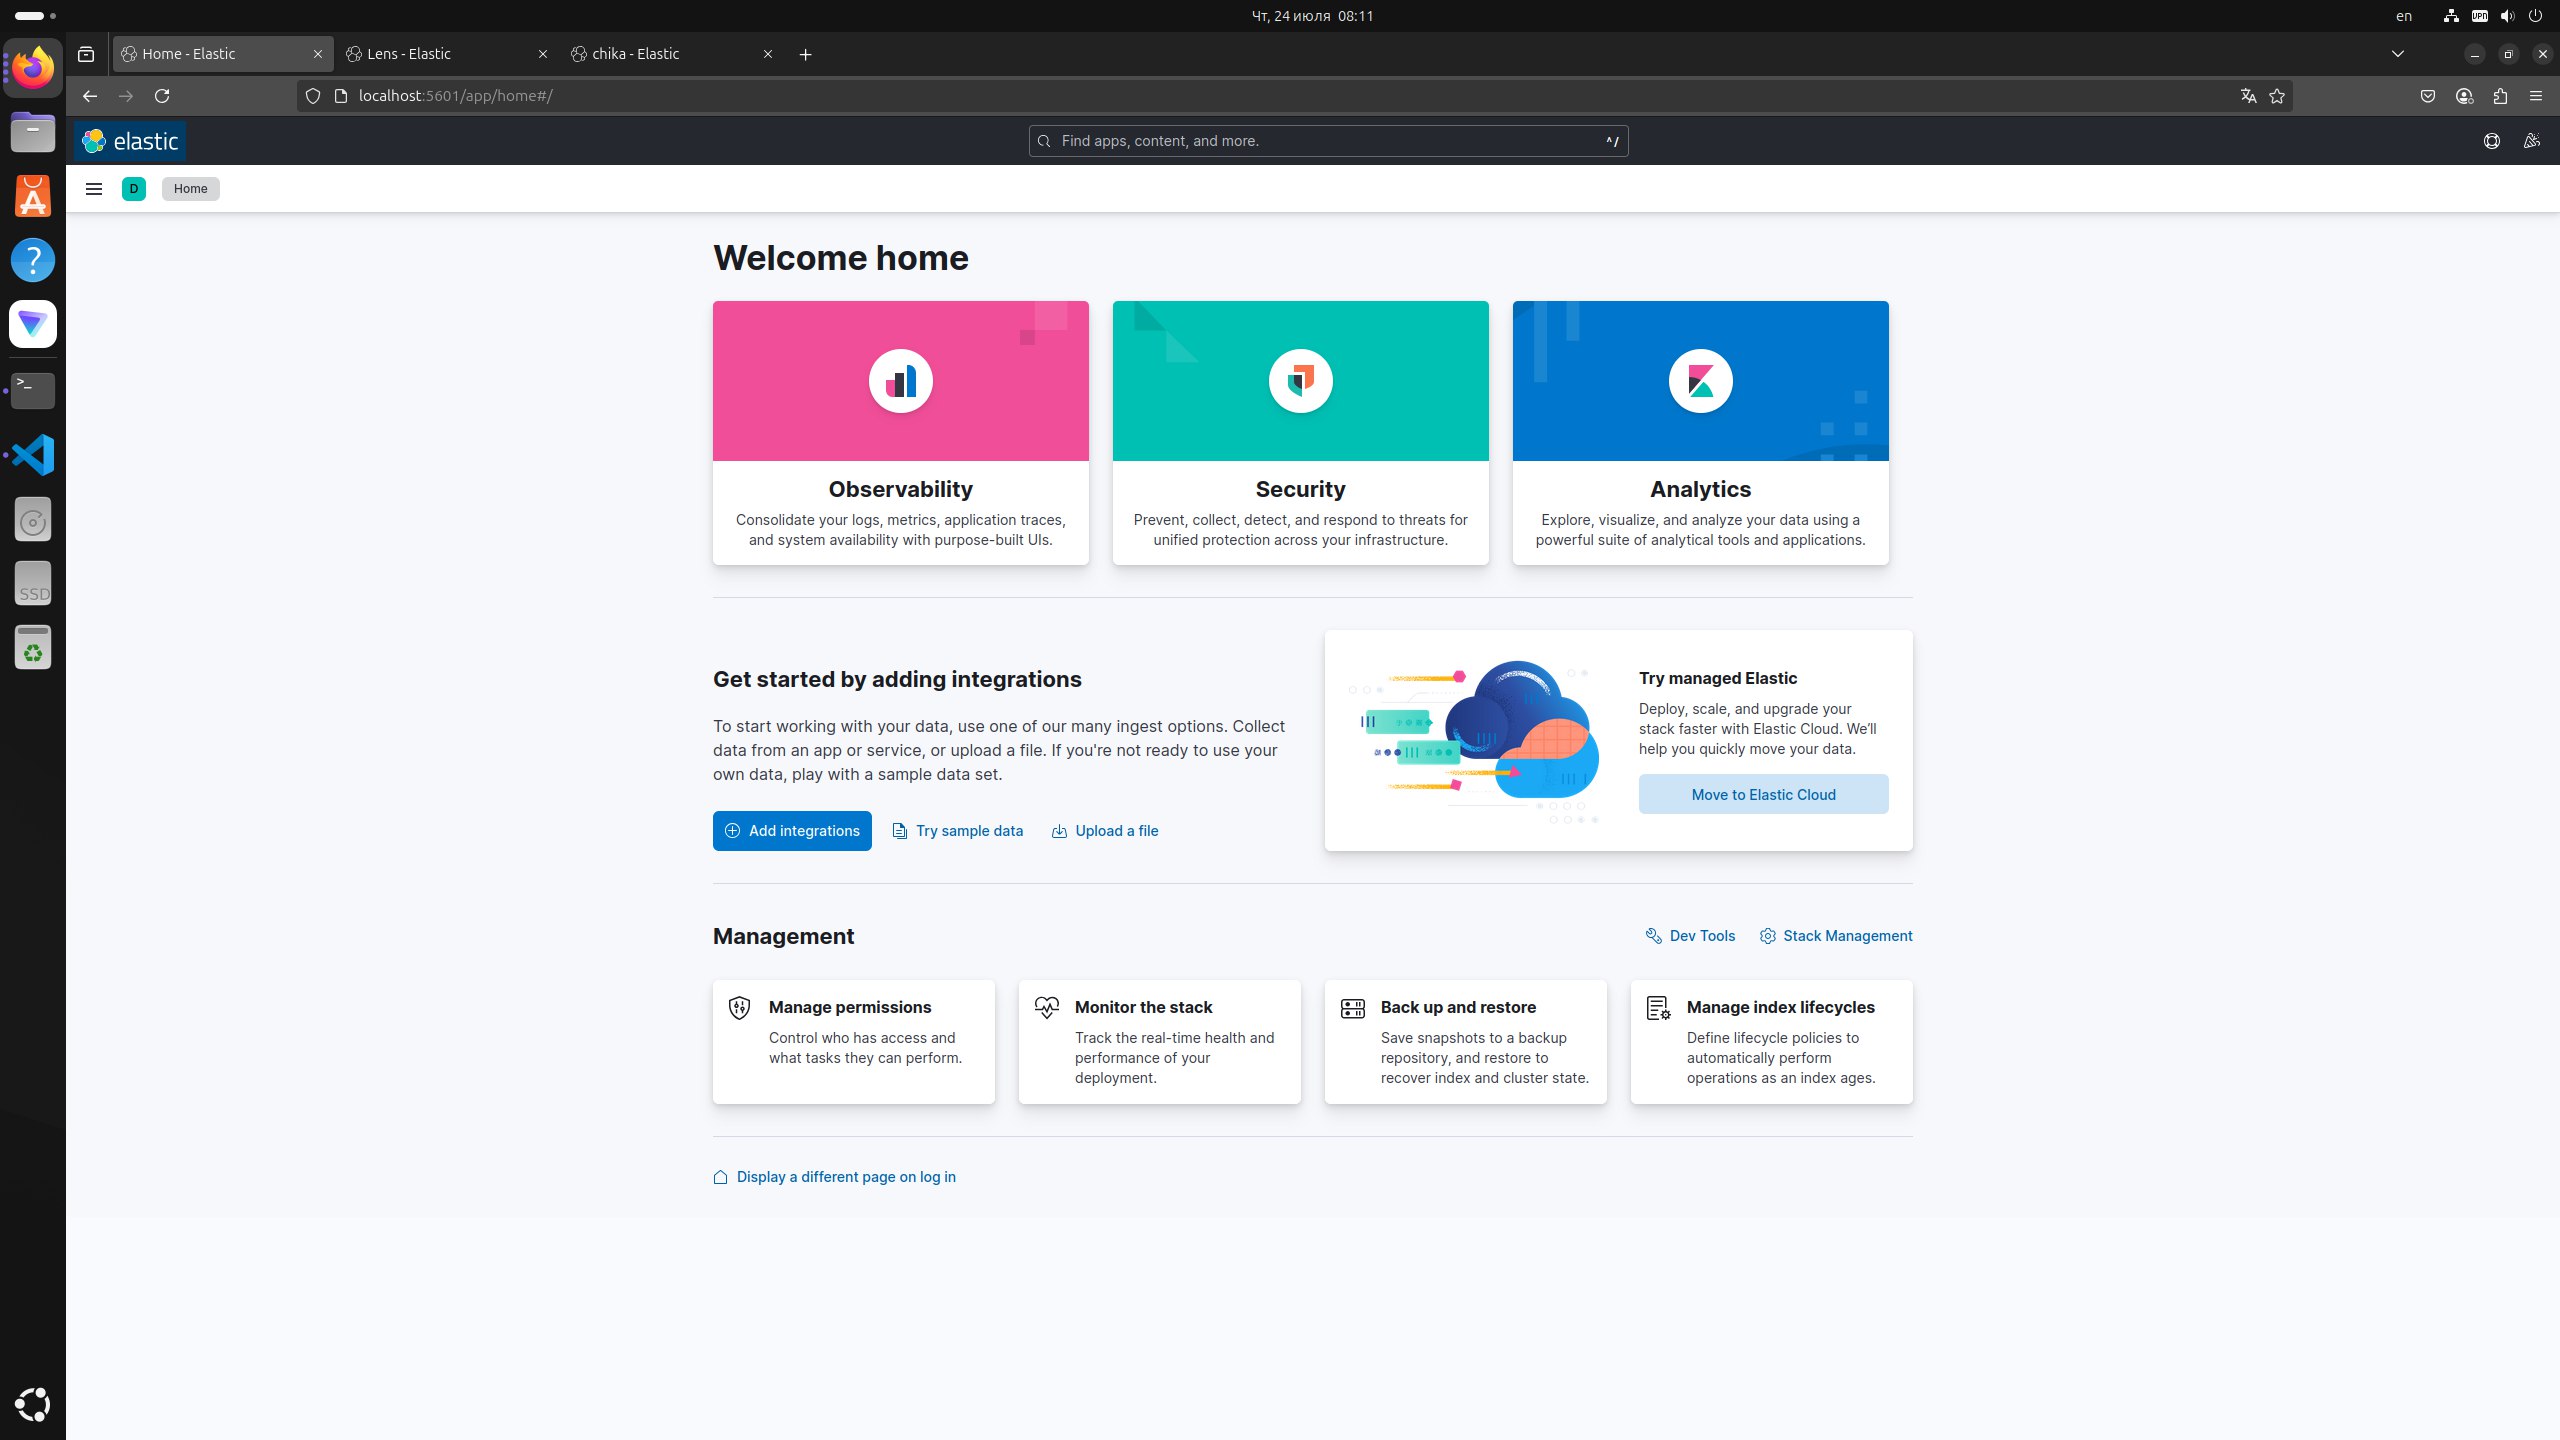 Чт, 24 июля 08:11
en
VPN
Home - Elastic
Lens - Elastic
chika - Elastic
localhost:5601/app/home#/
elastic
Find apps, content, and more.
^/
D
Home
Welcome home
Observability
Consolidate your logs, metrics, application traces,
and system availability with purpose-built UIs.
Security
Prevent, collect, detect, and respond to threats for
unified protection across your infrastructure.
Analytics
Explore, visualize, and analyze your data using a
powerful suite of analytical tools and applications.
Get started by adding integrations
To start working with your data, use one of our many ingest options. Collect
data from an app or service, or upload a file. If you're not ready to use your
own data, play with a sample data set.
Add integrations
Try sample data
Upload a file
Try managed Elastic
Deploy, scale, and upgrade your
stack faster with Elastic Cloud. We’ll
help you quickly move your data.
Move to Elastic Cloud
Management
Dev Tools
Stack Management
Manage permissions
Control who has access and
what tasks they can perform.
Monitor the stack
Track the real-time health and
performance of your
deployment.
Back up and restore
Save snapshots to a backup
repository, and restore to
recover index and cluster state.
Manage index lifecycles
Define lifecycle policies to
automatically perform
operations as an index ages.
Display a different page on log in
SSD